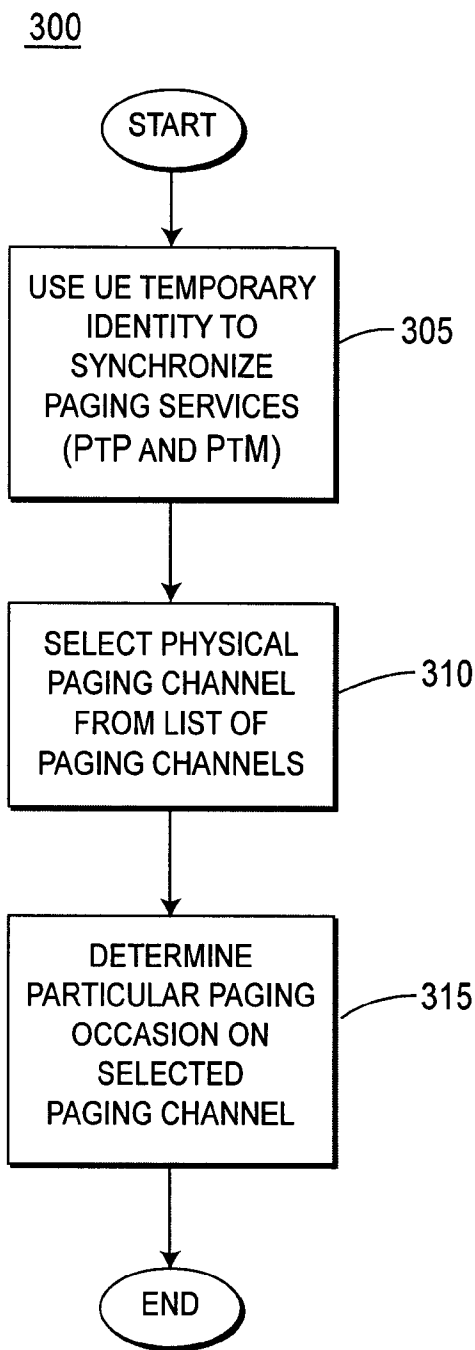 300
START
USE UE TEMPORARY
IDENTITY TO
SYNCHRONIZE
PAGING SERVICES
(PTP AND PTM)
305
SELECT PHYSICAL
PAGING CHANNEL
FROM LIST OF
PAGING CHANNELS
310
DETERMINE
PARTICULAR PAGING
OCCASION ON
SELECTED
PAGING CHANNEL
315
END